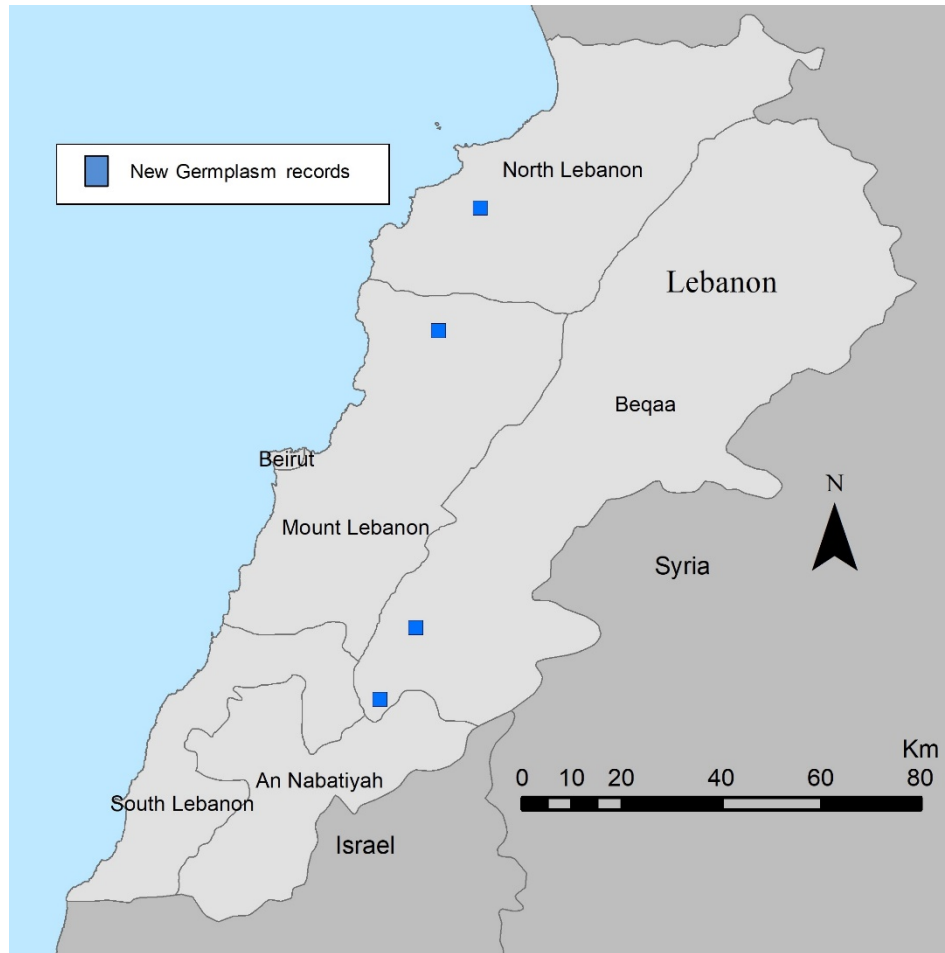 North Lebanon
New Germplasm records
Lebanon
Beqaa
Beirut
N
Mount Lebanon
Syria
Km
0 10 20 40 60 80
An Nabatiyah
South Lebanon
Israel